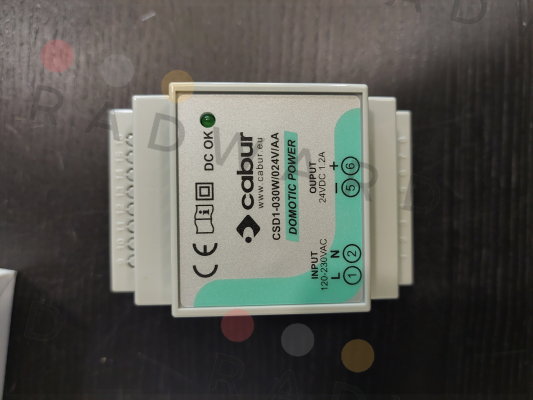 DC OK
CE
cabur
www.cabur.eu
CSD1-030W/024V/AA
DOMOTIC POWER
INPUT
120-230VAC
L N
1 2
OUPUT
24VDC 1.2A
– +
5 6
RADWARK